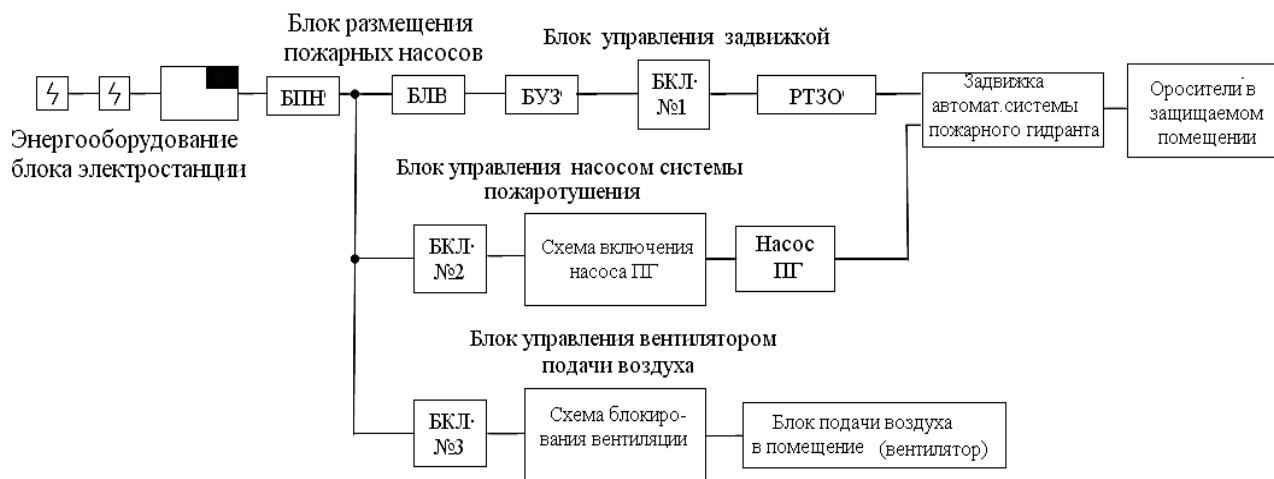 Блок размещения
пожарных насосов
Блок управления задвижкой
БПН
БЛВ
БУЗ
БКЛ·
№1
РТЗО
Задвижка
автомат.системы
пожарного гидранта
Оросители в
защищаемом
помещении
Энергооборудование
блока электростанции
Блок управления насосом системы
пожаротушения
БКЛ·
№2
Схема включения
насоса ПГ
Насос
ПГ
Блок управления вентилятором
подачи воздуха
БКЛ·
№3
Схема блокиро-
вания вентиляции
Блок подачи воздуха
в помещение (вентилятор)